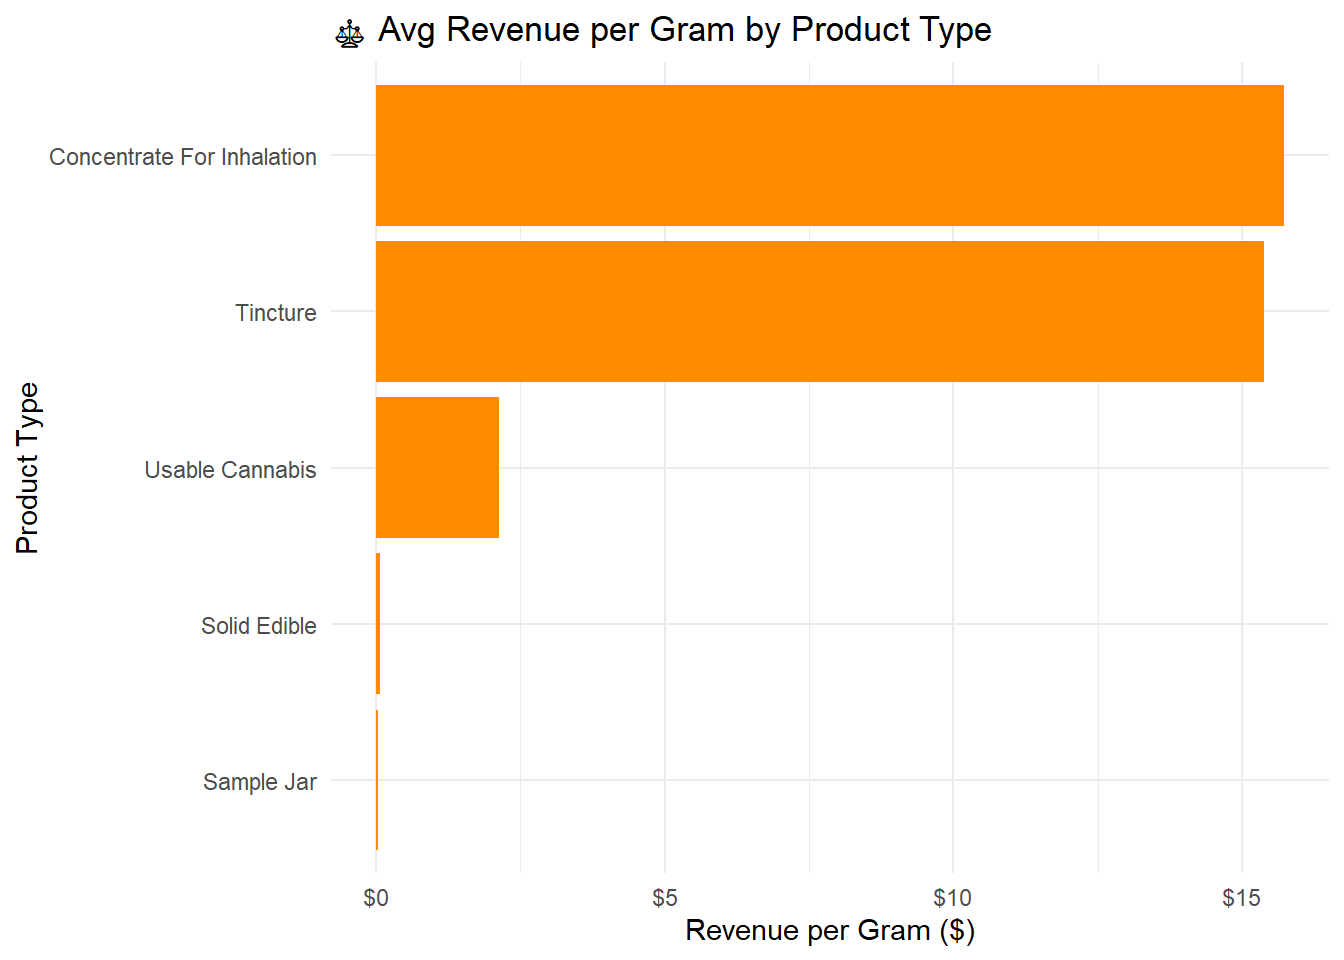 ⚖ Avg Revenue per Gram by Product Type
Concentrate For Inhalation
Tincture
Usable Cannabis
Solid Edible
Sample Jar
Product Type
$0 $5 $10 $15
Revenue per Gram ($)